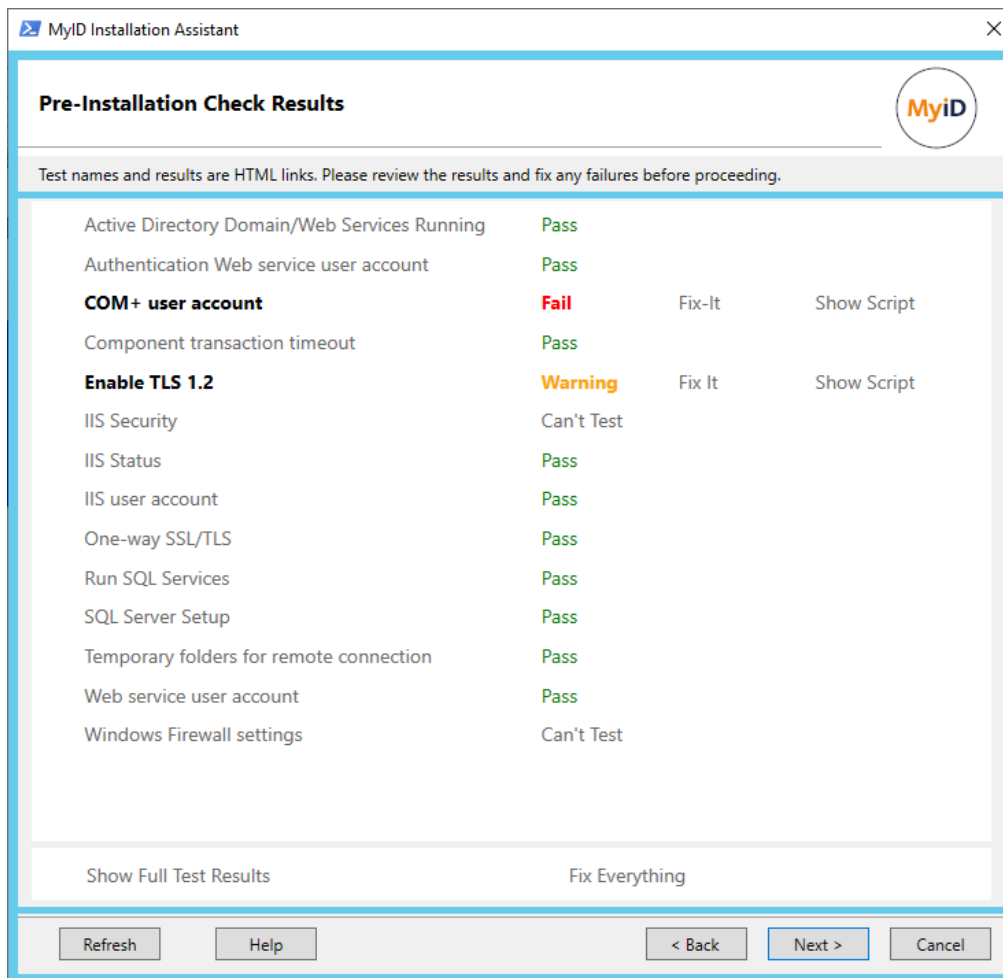 MyID Installation Assistant
Pre-Installation Check Results
MyiD
Test names and results are HTML links. Please review the results and fix any failures before proceeding.
Active Directory Domain/Web Services Running Pass
Authentication Web service user account Pass
COM+ user account Fail Fix-It Show Script
Component transaction timeout Pass
Enable TLS 1.2 Warning Fix It Show Script
IIS Security Can't Test
IIS Status Pass
IIS user account Pass
One-way SSL/TLS Pass
Run SQL Services Pass
SQL Server Setup Pass
Temporary folders for remote connection Pass
Web service user account Pass
Windows Firewall settings Can't Test
Show Full Test Results Fix Everything
Refresh Help < Back Next > Cancel